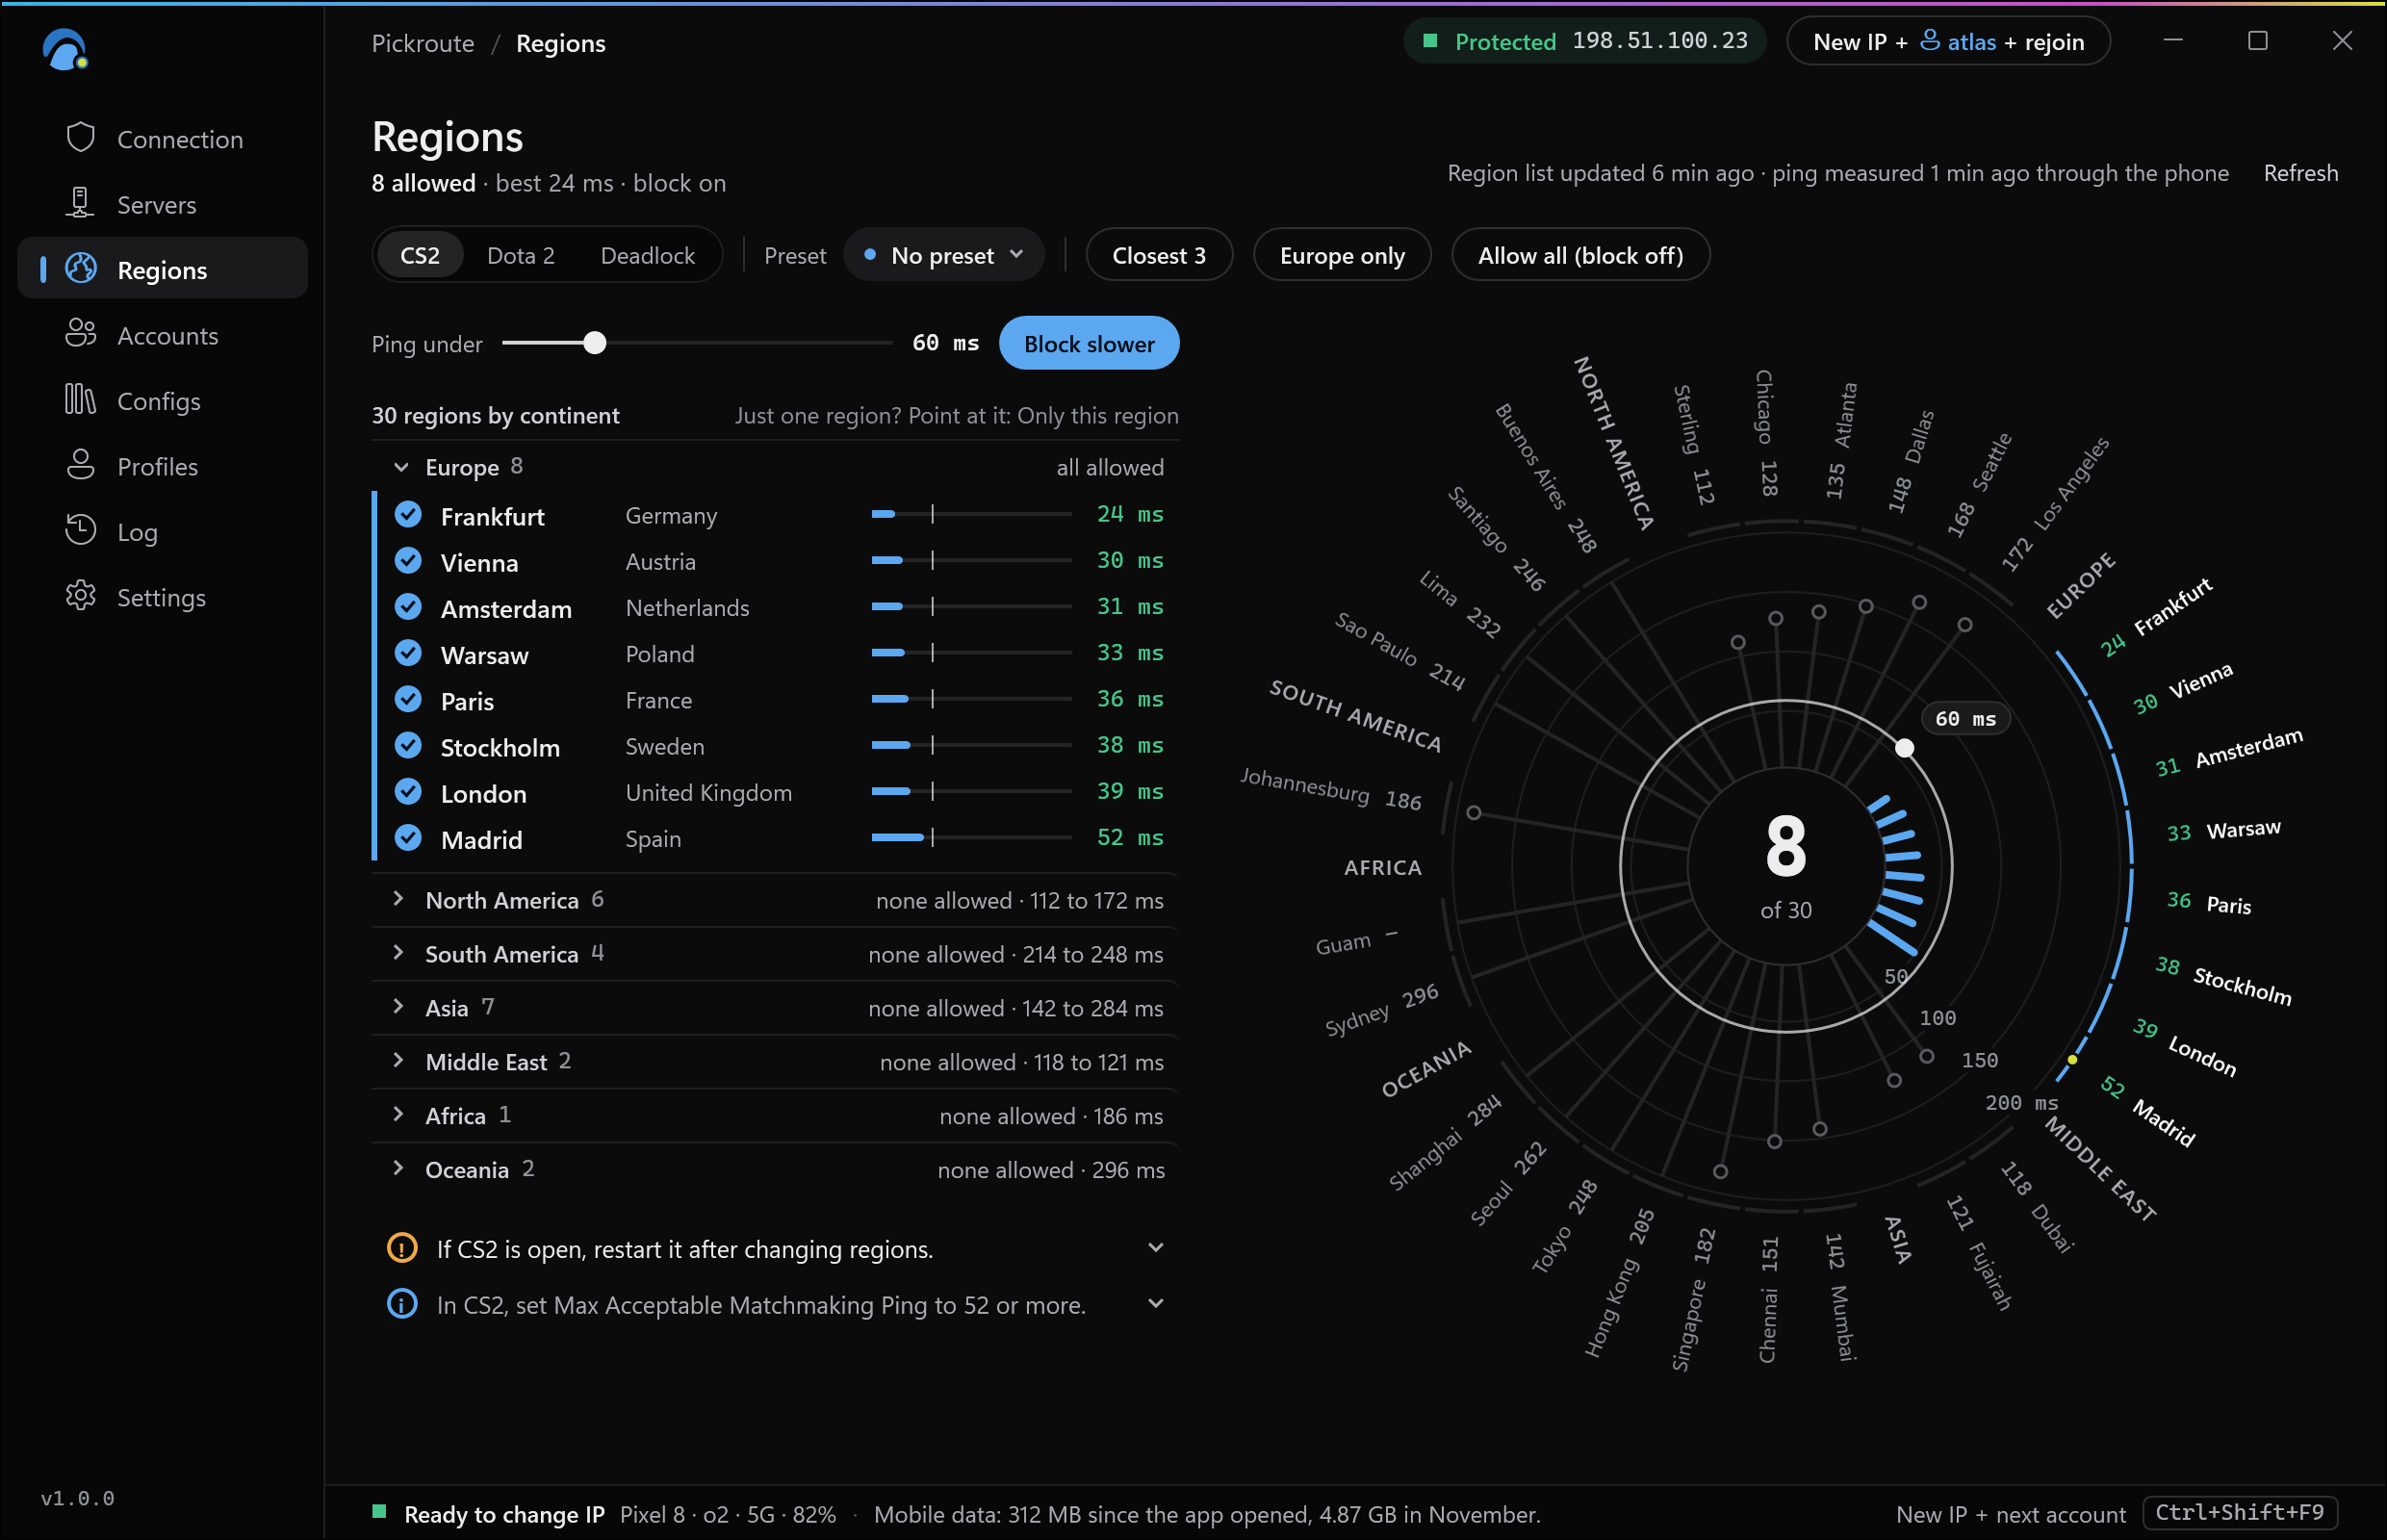 Pickroute / Regions
Protected 198.51.100.23
New IP + atlas + rejoin
Connection
Servers
Regions
Accounts
Configs
Profiles
Log
Settings
v1.0.0
Regions
8 allowed · best 24 ms · block on
Region list updated 6 min ago · ping measured 1 min ago through the phone
Refresh
CS2 Dota 2 Deadlock
Preset No preset
Closest 3
Europe only
Allow all (block off)
Ping under 60 ms
Block slower
30 regions by continent
Just one region? Point at it: Only this region
Europe 8 all allowed
Frankfurt Germany 24 ms
Vienna Austria 30 ms
Amsterdam Netherlands 31 ms
Warsaw Poland 33 ms
Paris France 36 ms
Stockholm Sweden 38 ms
London United Kingdom 39 ms
Madrid Spain 52 ms
North America 6 none allowed · 112 to 172 ms
South America 4 none allowed · 214 to 248 ms
Asia 7 none allowed · 142 to 284 ms
Middle East 2 none allowed · 118 to 121 ms
Africa 1 none allowed · 186 ms
Oceania 2 none allowed · 296 ms
If CS2 is open, restart it after changing regions.
In CS2, set Max Acceptable Matchmaking Ping to 52 or more.
NORTH AMERICA
Sterling 112
Chicago 128
135 Atlanta
148 Dallas
168 Seattle
172 Los Angeles
EUROPE
24 Frankfurt
30 Vienna
31 Amsterdam
33 Warsaw
36 Paris
38 Stockholm
39 London
52 Madrid
MIDDLE EAST
118 Dubai
121 Fujairah
ASIA
142 Mumbai
Chennai 151
Singapore 182
Hong Kong 205
Tokyo 248
Seoul 262
Shanghai 284
OCEANIA
Sydney 296
Guam –
AFRICA
Johannesburg 186
SOUTH AMERICA
Sao Paulo 214
Lima 232
Santiago 246
Buenos Aires 248
60 ms
8
of 30
50
100
150
200 ms
Ready to change IP Pixel 8 · o2 · 5G · 82% · Mobile data: 312 MB since the app opened, 4.87 GB in November.
New IP + next account Ctrl+Shift+F9